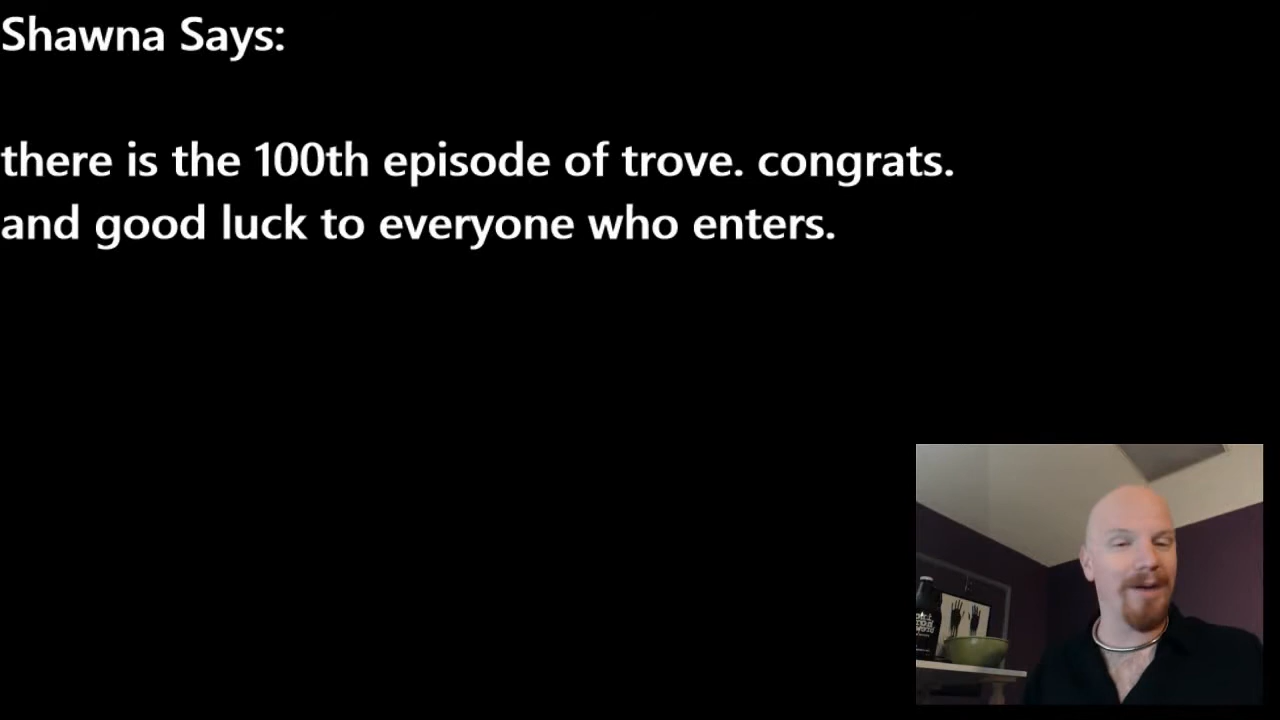 Shawna Says:
there is the 100th episode of trove. congrats.
and good luck to everyone who enters.